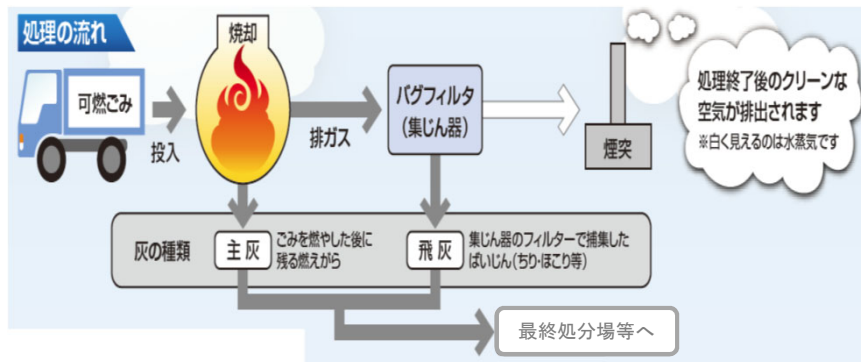 処理の流れ
可燃ごみ
投入
焼却
排ガス
バグフィルタ
(集じん器)
煙突
処理終了後のクリーンな
空気が排出されます
※白く見えるのは水蒸気です
灰の種類
主灰
ごみを燃やした後に
残る燃えがら
飛灰
集じん器のフィルターで捕集した
ばいじん(ちり・ほこり等)
最終処分場等へ